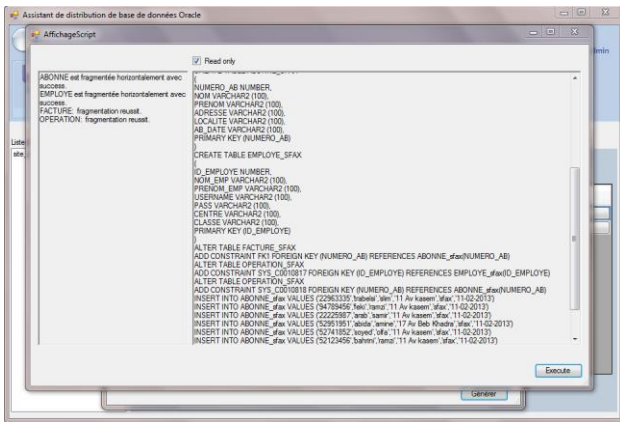 Assistant de distribution de base de données Oracle
AffichageScript
dmin
Read only
ABONNE est fragmentée horizontalement avec
success.
EMPLOYE est fragmentée horizontalement avec
success.
FACTURE: fragmentation reussit.
OPERATION: fragmentation reussit.
Liste
site_
(
NUMERO_AB NUMBER,
NOM VARCHAR2 (100),
PRENOM VARCHAR2 (100),
ADRESSE VARCHAR2 (100),
LOCALITE VARCHAR2 (100),
AB_DATE VARCHAR2 (100),
PRIMARY KEY (NUMERO_AB)
)
CREATE TABLE EMPLOYE_SFAX
(
ID_EMPLOYE NUMBER,
NOM_EMP VARCHAR2 (100),
PRENOM_EMP VARCHAR2 (100),
USERNAME VARCHAR2 (100),
PASS VARCHAR2 (100),
CENTRE VARCHAR2 (100),
CLASSE VARCHAR2 (100),
PRIMARY KEY (ID_EMPLOYE)
)
ALTER TABLE FACTURE_SFAX
ADD CONSTRAINT FK1 FOREIGN KEY (NUMERO_AB) REFERENCES ABONNE_sfax(NUMERO_AB)
ALTER TABLE OPERATION_SFAX
ADD CONSTRAINT SYS_C0010817 FOREIGN KEY (ID_EMPLOYE) REFERENCES EMPLOYE_sfax(ID_EMPLOYE)
ALTER TABLE OPERATION_SFAX
ADD CONSTRAINT SYS_C0010818 FOREIGN KEY (NUMERO_AB) REFERENCES ABONNE_sfax(NUMERO_AB)
INSERT INTO ABONNE_sfax VALUES ('22963335','trabelsi','slim','11 Av kasem','sfax','11-02-2013')
INSERT INTO ABONNE_sfax VALUES ('94789456','feki','rama','11 Av kasem','sfax','11-02-2013')
INSERT INTO ABONNE_sfax VALUES ('22225987','arab','samir','11 Av kasem','sfax','11-02-2013')
INSERT INTO ABONNE_sfax VALUES ('52951951','abida','amine','17 Av Beb Khadra','sfax','11-02-2013')
INSERT INTO ABONNE_sfax VALUES ('52741852','soyed','olfa','11 Av kasem','sfax','11-02-2013')
INSERT INTO ABONNE_sfax VALUES ('52123456','bahrini','rama','11 Av kasem','sfax','11-02-2013')
Execute
Générer